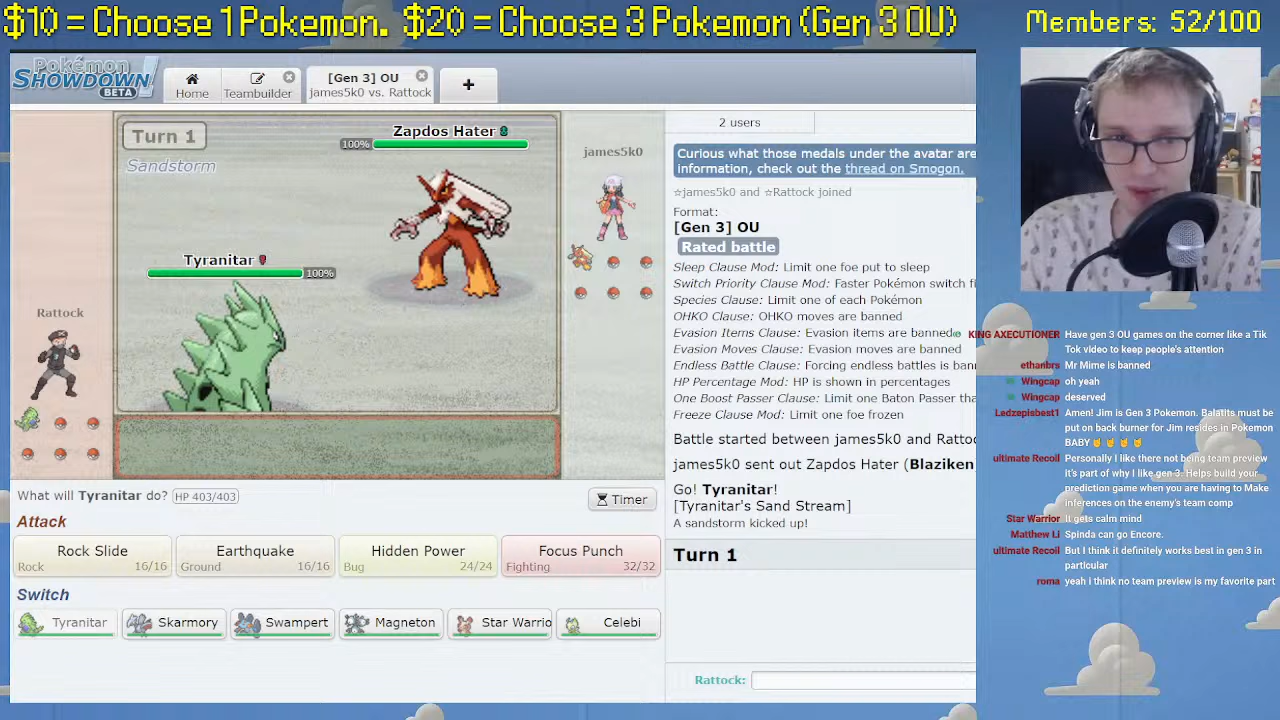 $10 = Choose 1 Pokemon. $20 = Choose 3 Pokemon (Gen 3 OU)
Members: 52/100
Pokémon
SHOWDOWN!
BETA
Home
Teambuilder
[Gen 3] OU
james5k0 vs. Rattock
+
Turn 1
Sandstorm
Zapdos Hater
100%
Tyranitar
100%
james5k0
Rattock
2 users
Curious what those medals under the avatar are
information, check out the thread on Smogon.
☆james5k0 and ☆Rattock joined
Format:
[Gen 3] OU
Rated battle
Sleep Clause Mod: Limit one foe put to sleep
Switch Priority Clause Mod: Faster Pokémon switch fi
Species Clause: Limit one of each Pokémon
OHKO Clause: OHKO moves are banned
Evasion Items Clause: Evasion items are banned
Evasion Moves Clause: Evasion moves are banned
Endless Battle Clause: Forcing endless battles is ban
HP Percentage Mod: HP is shown in percentages
One Boost Passer Clause: Limit one Baton Passer tha
Freeze Clause Mod: Limit one foe frozen
Battle started between james5k0 and Rattoc
james5k0 sent out Zapdos Hater (Blaziken
Go! Tyranitar!
[Tyranitar's Sand Stream]
A sandstorm kicked up!
Turn 1
Rattock:
What will Tyranitar do? HP 403/403
Timer
Attack
Rock Slide
Rock 16/16
Earthquake
Ground 16/16
Hidden Power
Bug 24/24
Focus Punch
Fighting 32/32
Switch
Tyranitar
Skarmory
Swampert
Magneton
Star Warrio
Celebi
KING AXECUTIONER Have gen 3 OU games on the corner like a Tik
Tok video to keep people's attention
ethanbrs Mr Mime is banned
Wingcap oh yeah
Wingcap deserved
Ledzepisbest1 Amen! Jim is Gen 3 Pokemon. Balatits must be
put on back burner for Jim resides in Pokemon
BABY
ultimate Recoil Personally I like there not being team preview
It's part of why I like gen 3. Helps build your
prediction game when you are having to Make
inferences on the enemy's team comp
Star Warrior It gets calm mind
Matthew Li Spinda can go Encore.
ultimate Recoil But I think it definitely works best in gen 3 in
particular
roma yeah i think no team preview is my favorite part